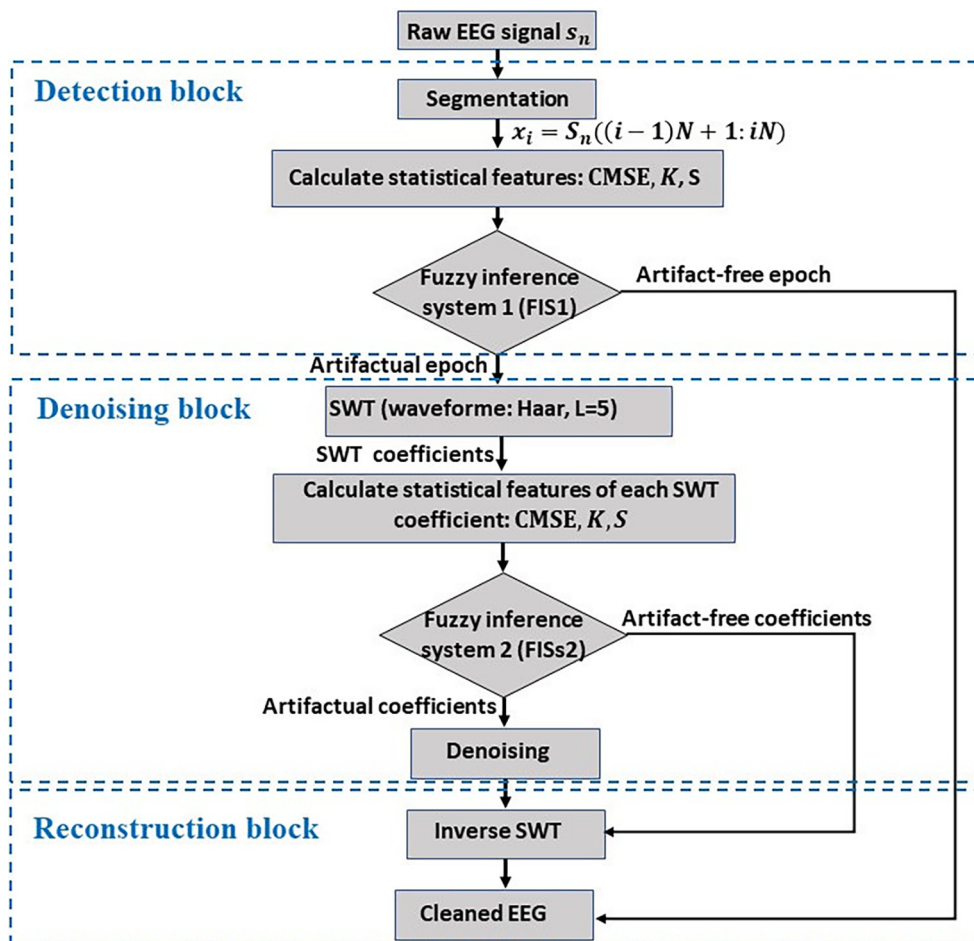 Raw EEG signal sₙ
Detection block
Segmentation
xᵢ = Sₙ((i − 1)N + 1: iN)
Calculate statistical features: CMSE, K, S
Fuzzy inference
system 1 (FIS1)
Artifact-free epoch
Artifactual epoch
Denoising block
SWT (waveforme: Haar, L=5)
SWT coefficients
Calculate statistical features of each SWT
coefficient: CMSE, K, S
Fuzzy inference
system 2 (FISs2)
Artifact-free coefficients
Artifactual coefficients
Denoising
Reconstruction block
Inverse SWT
Cleaned EEG